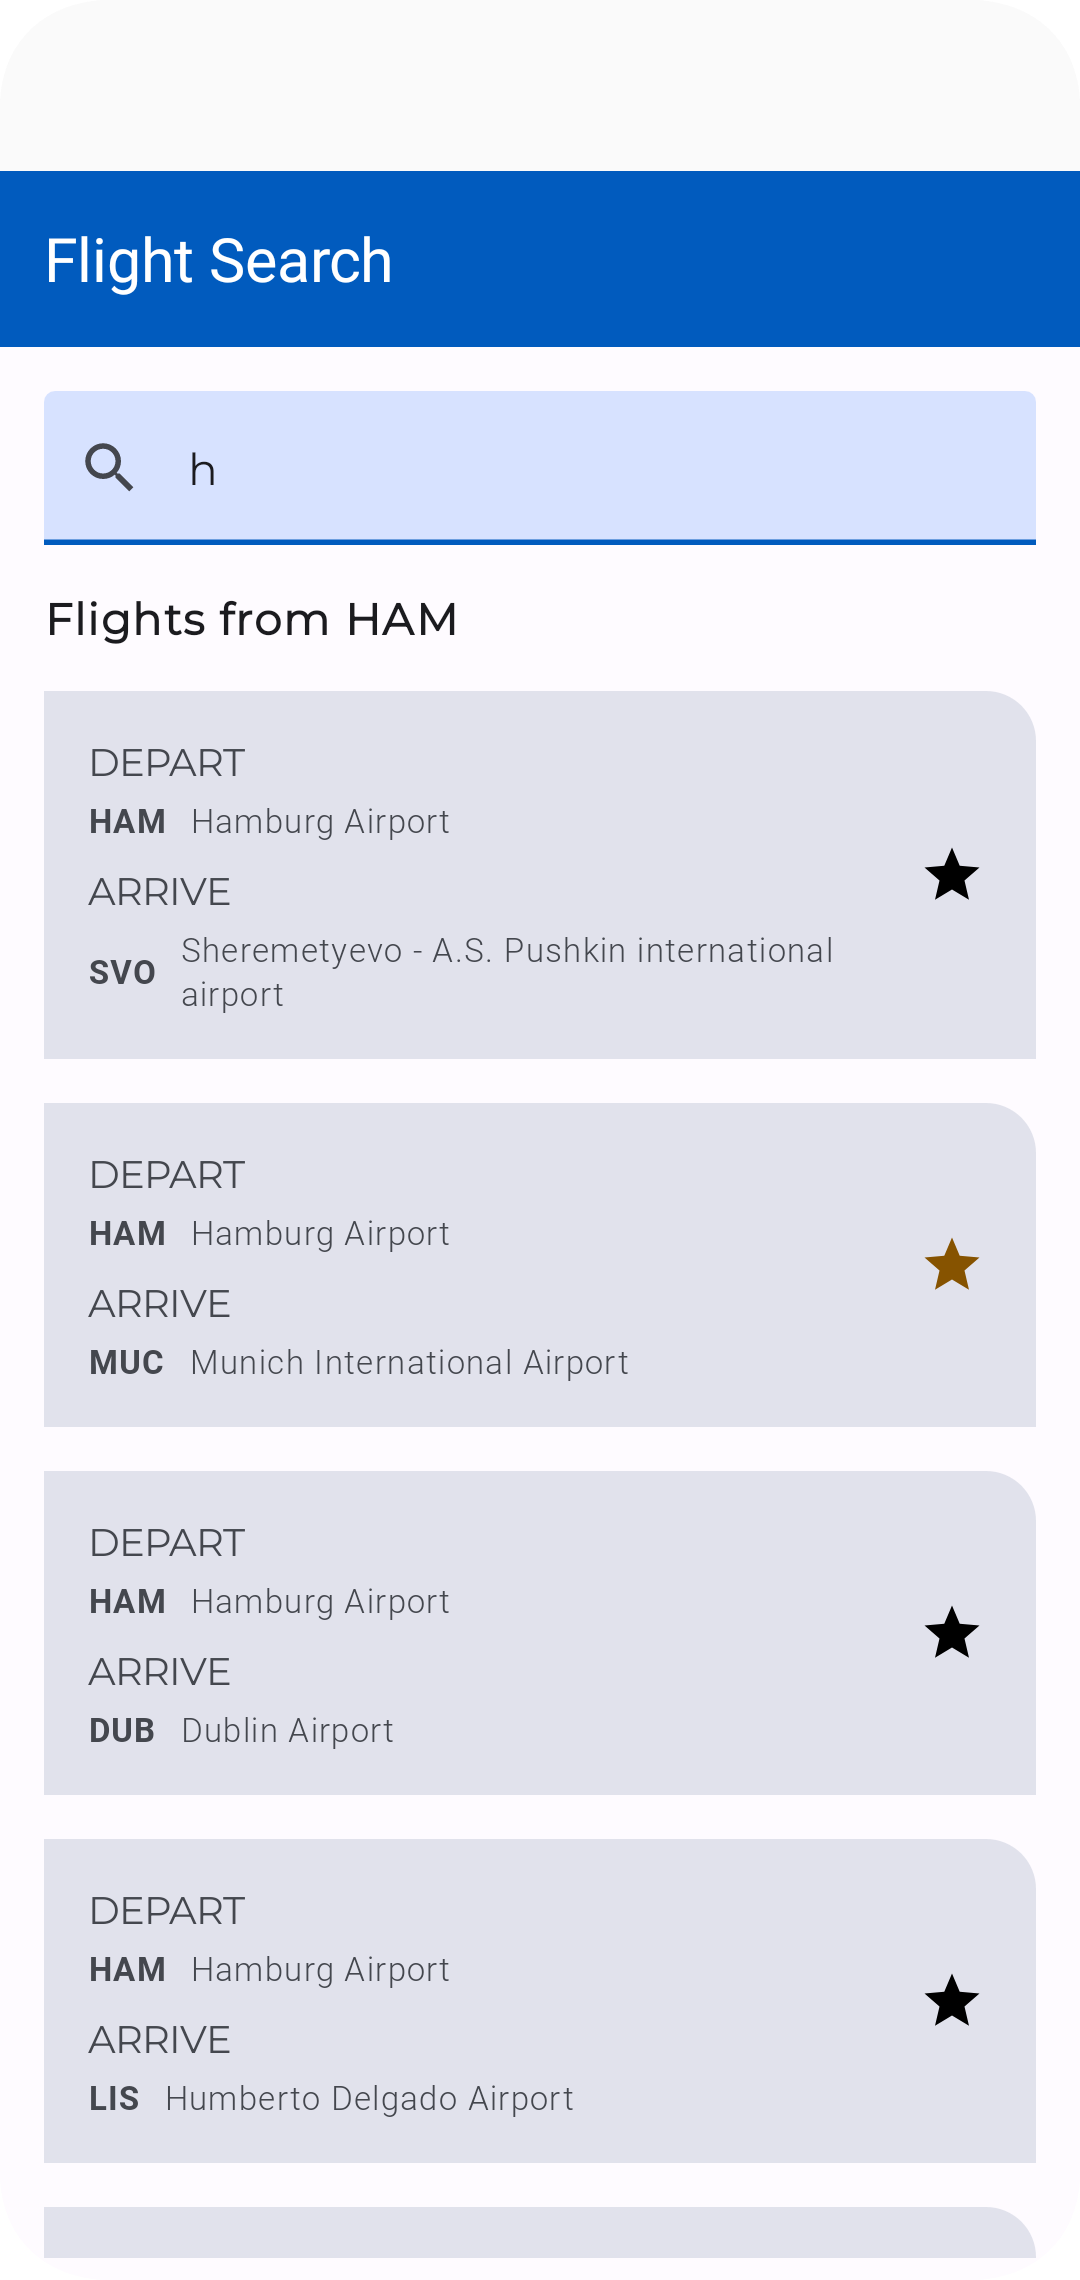 Flight Search
h
Flights from HAM
DEPART
HAM Hamburg Airport
ARRIVE
SVO Sheremetyevo - A.S. Pushkin international
airport
DEPART
HAM Hamburg Airport
ARRIVE
MUC Munich International Airport
DEPART
HAM Hamburg Airport
ARRIVE
DUB Dublin Airport
DEPART
HAM Hamburg Airport
ARRIVE
LIS Humberto Delgado Airport